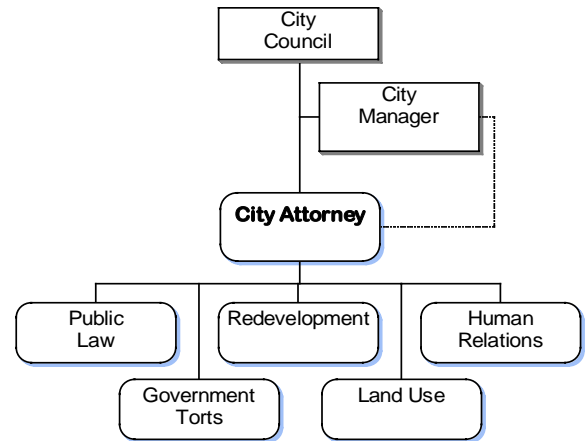 City
Council
City
Manager
City Attorney
Public
Law
Redevelopment
Human
Relations
Government
Torts
Land Use